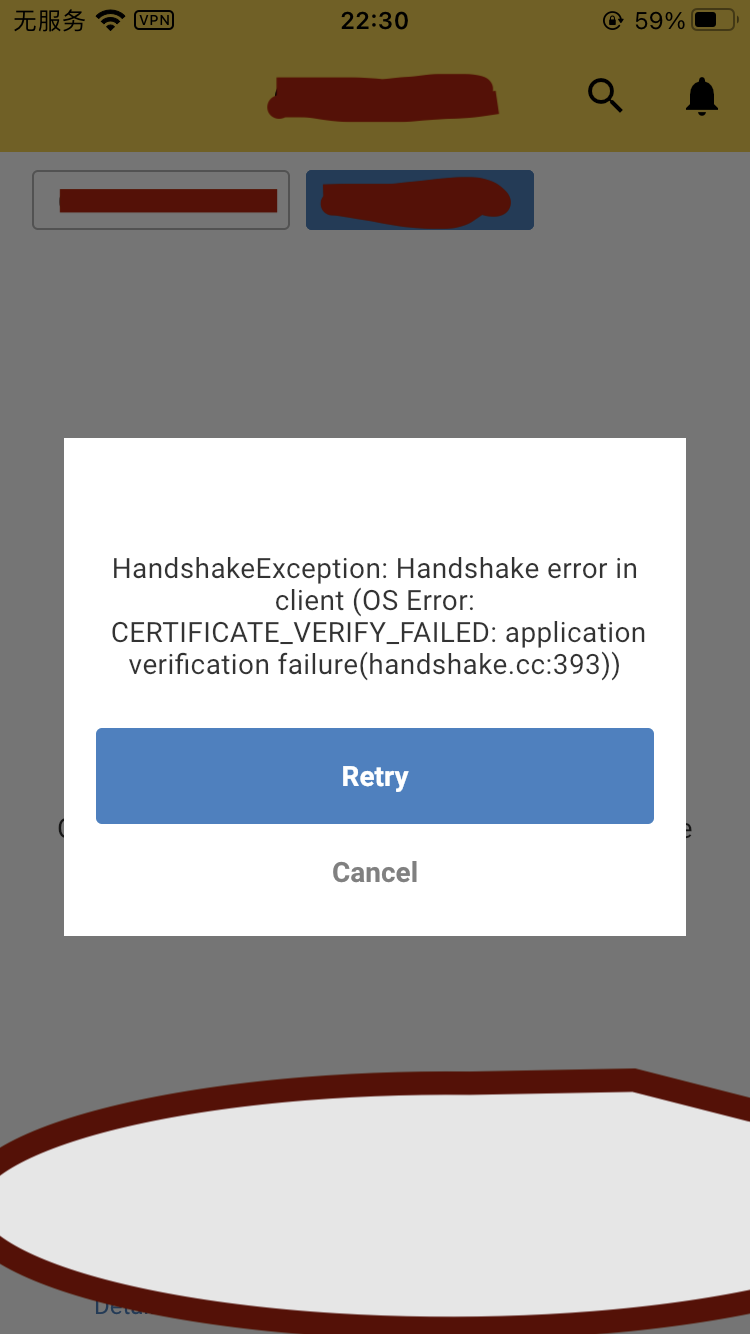 无服务 VPN 22:30 59%
HandshakeException: Handshake error in
client (OS Error:
CERTIFICATE_VERIFY_FAILED: application
verification failure(handshake.cc:393))
Retry
Cancel